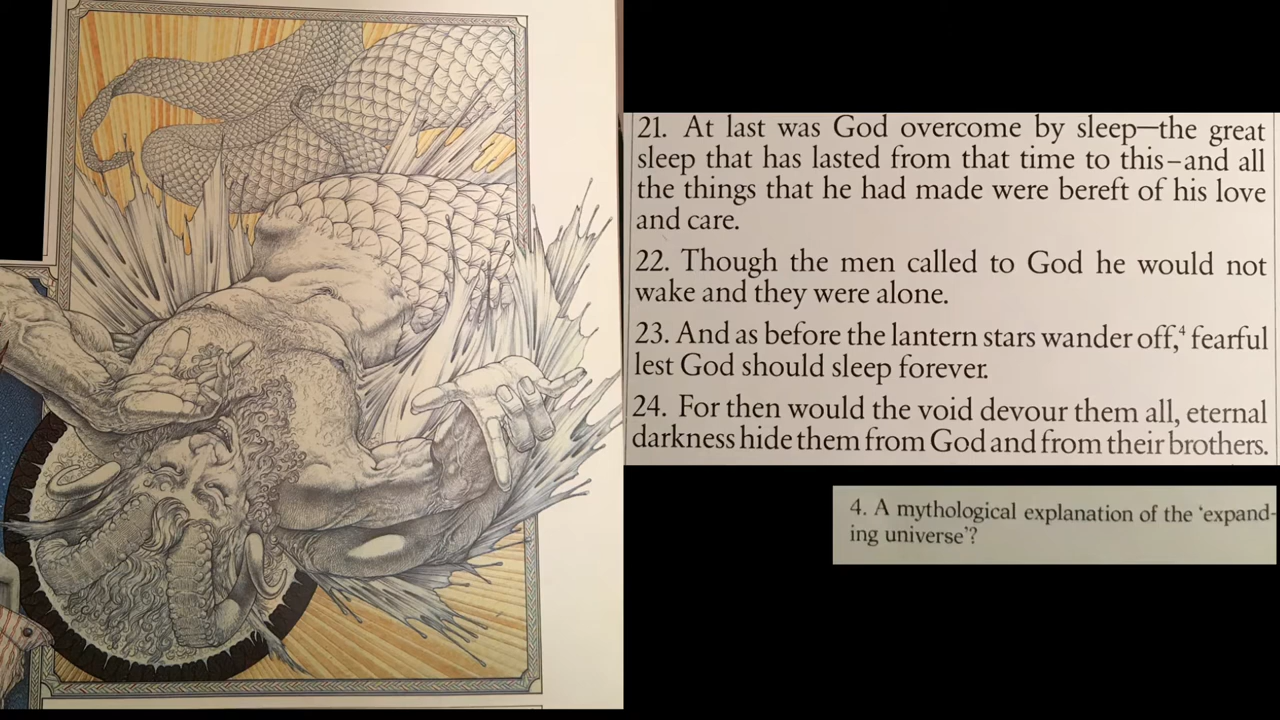 21. At last was God overcome by sleep—the great
sleep that has lasted from that time to this–and all
the things that he had made were bereft of his love
and care.
22. Though the men called to God he would not
wake and they were alone.
23. And as before the lantern stars wander off,⁴ fearful
lest God should sleep forever.
24. For then would the void devour them all, eternal
darkness hide them from God and from their brothers.
4. A mythological explanation of the ‘expand-
ing universe’?